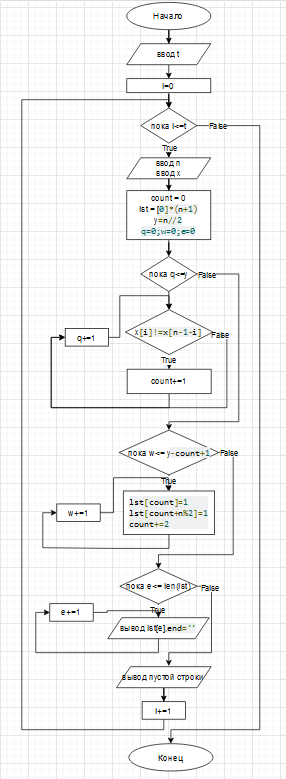 Начало
ввод t
i=0
пока i<=t
False
True
ввод n
ввод x
count = 0
lst =[0]*(n+1)
y=n//2
q=0;w=0;e=0
пока q<=y
False
x[i]!=x[n-1-i]
False
q+=1
True
count+=1
пока w<=y-count+1
False
True
w+=1
lst[count]=1
lst[count+n%2]=1
count+=2
пока e<=len(lst)
False
True
e+=1
вывод lst[e],end=''
вывод пустой строки
i+=1
Конец